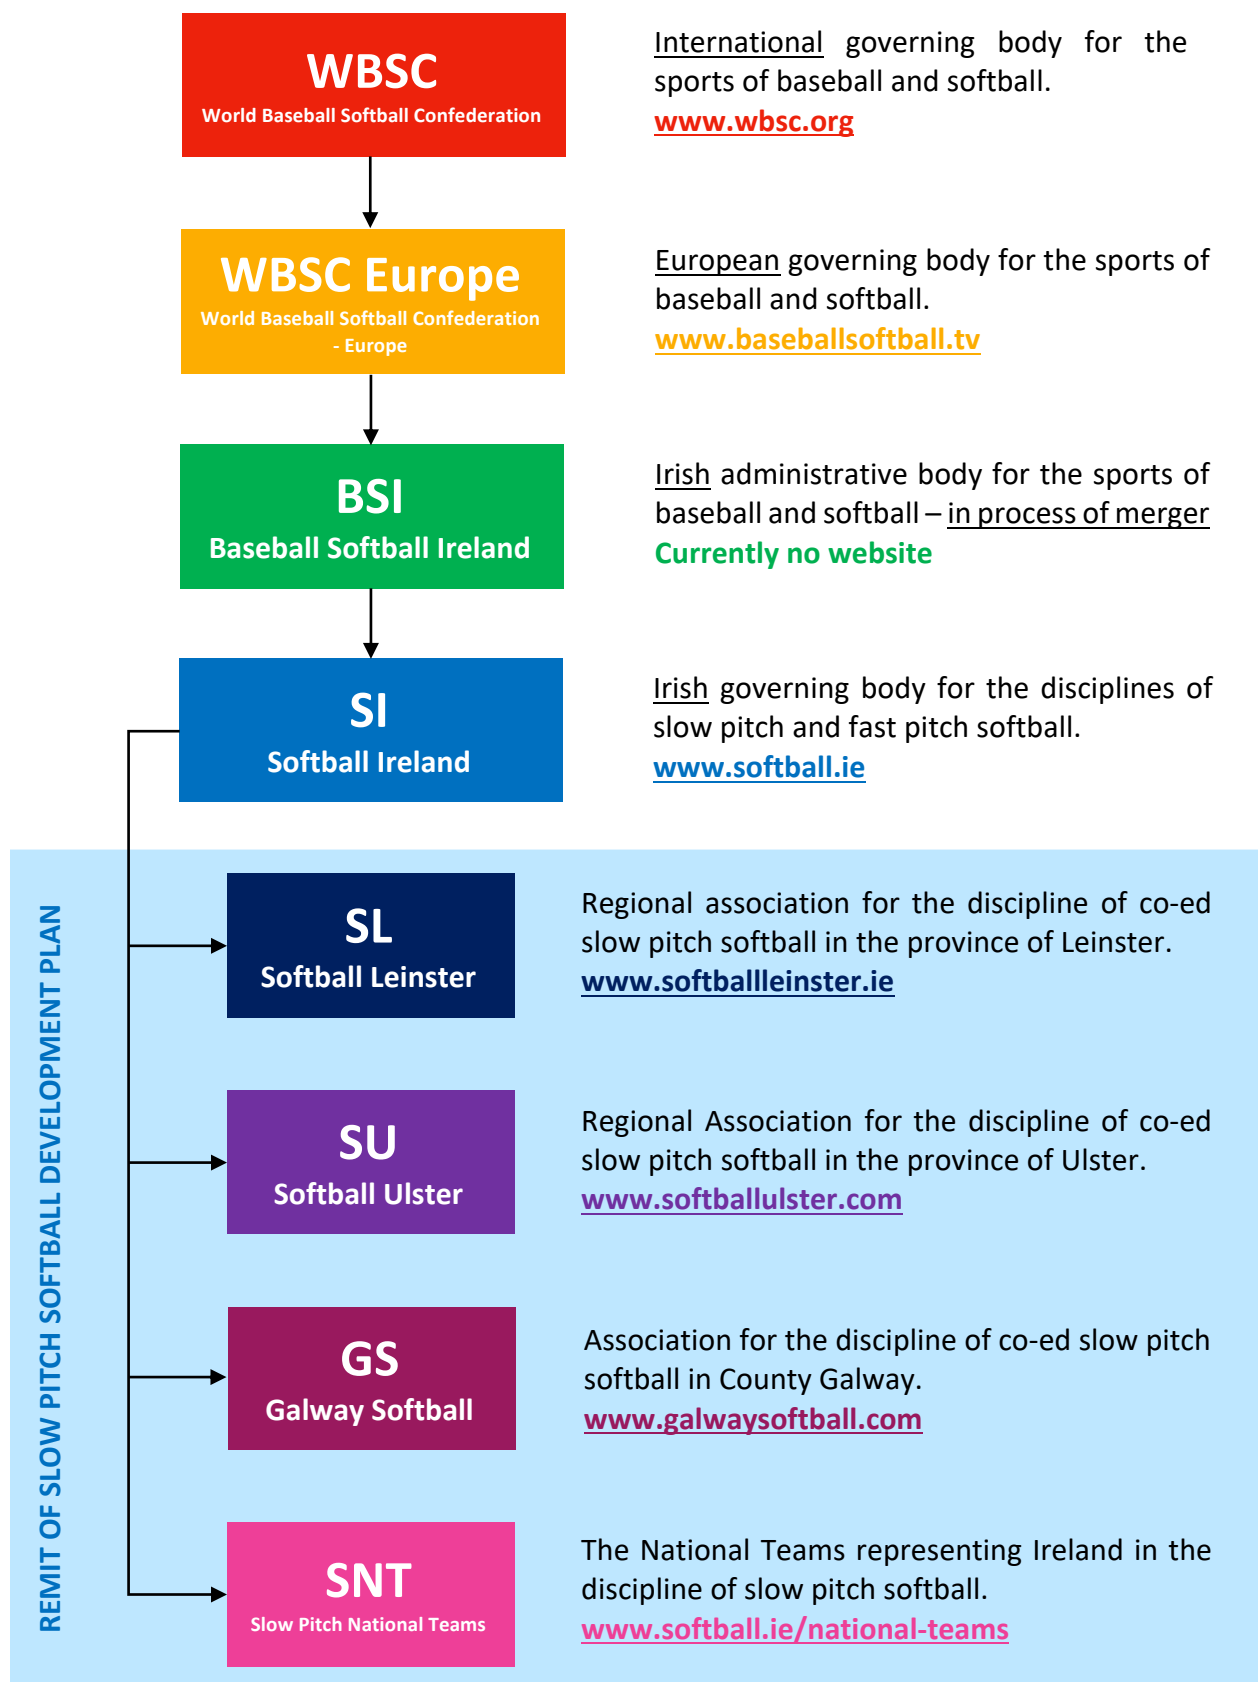 WBSC
World Baseball Softball Confederation
International governing body for the
sports of baseball and softball.
www.wbsc.org
WBSC Europe
World Baseball Softball Confederation
- Europe
European governing body for the sports of
baseball and softball.
www.baseballsoftball.tv
BSI
Baseball Softball Ireland
Irish administrative body for the sports of
baseball and softball – in process of merger
Currently no website
SI
Softball Ireland
Irish governing body for the disciplines of
slow pitch and fast pitch softball.
www.softball.ie
REMIT OF SLOW PITCH SOFTBALL DEVELOPMENT PLAN
SL
Softball Leinster
Regional association for the discipline of co-ed
slow pitch softball in the province of Leinster.
www.softballleinster.ie
SU
Softball Ulster
Regional Association for the discipline of co-ed
slow pitch softball in the province of Ulster.
www.softballulster.com
GS
Galway Softball
Association for the discipline of co-ed slow pitch
softball in County Galway.
www.galwaysoftball.com
SNT
Slow Pitch National Teams
The National Teams representing Ireland in the
discipline of slow pitch softball.
www.softball.ie/national-teams